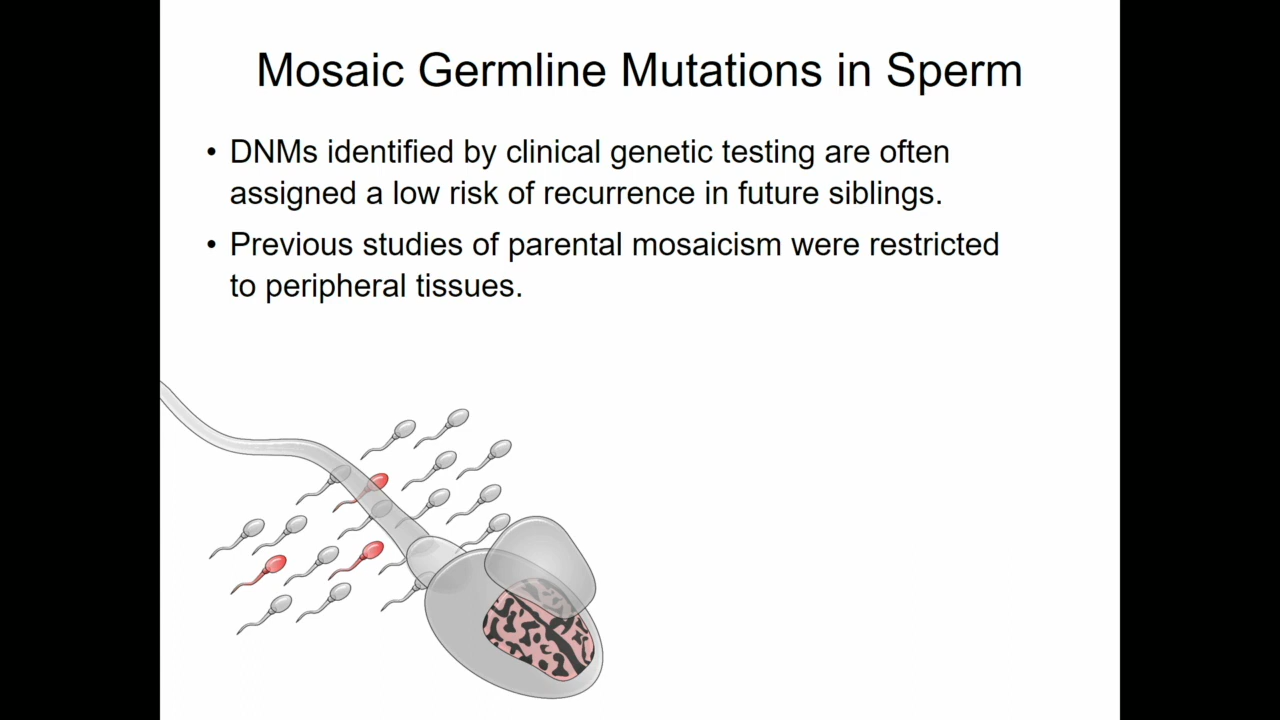 Mosaic Germline Mutations in Sperm
• DNMs identified by clinical genetic testing are often
assigned a low risk of recurrence in future siblings.
• Previous studies of parental mosaicism were restricted
to peripheral tissues.